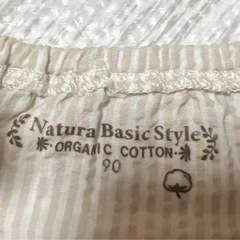 Natura Basic Style
ORGANIC COTTON
90